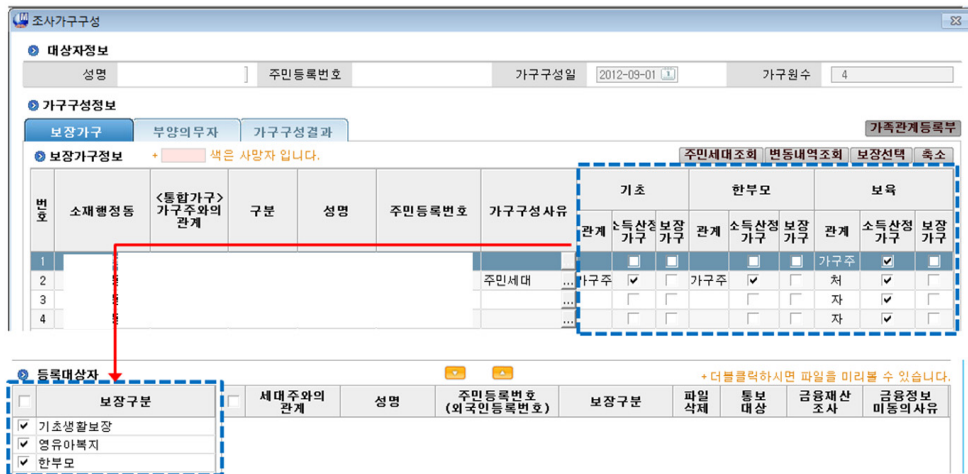 조사가구구성
대상자정보
성명 주민등록번호 가구구성일 2012-09-01 가구원수 4
가구구성정보
보장가구 부양의무자 가구구성결과 가족관계등록부
보장가구정보 + 색은 사망자 입니다. 주민세대조회 변동내역조회 보장선택 축소
번호 소재행정동 <통합가구> 가구주와의 관계 구분 성명 주민등록번호 가구구성사유 기초 한부모 보육
관계 소득산정가구 보장가구 관계 소득산정가구 보장가구 관계 소득산정가구 보장가구
1 가구주
2 주민세대 ... 가구주 가구주 처
3 ... 자
4 ... 자
등록대상자 +더블클릭하시면 파일을 미리볼 수 있습니다.
보장구분 세대주와의 관계 성명 주민등록번호 (외국인등록번호) 보장구분 파일삭제 통보대상 금융재산조사 금융정보 미동의사유
기초생활보장
영유아복지
한부모